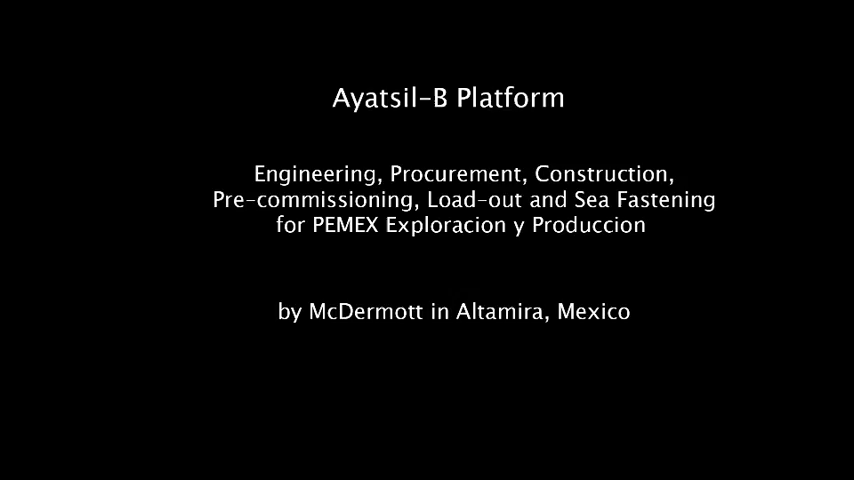 Ayatsil-B Platform
Engineering, Procurement, Construction,
Pre-commissioning, Load-out and Sea Fastening
for PEMEX Exploracion y Produccion
by McDermott in Altamira, Mexico